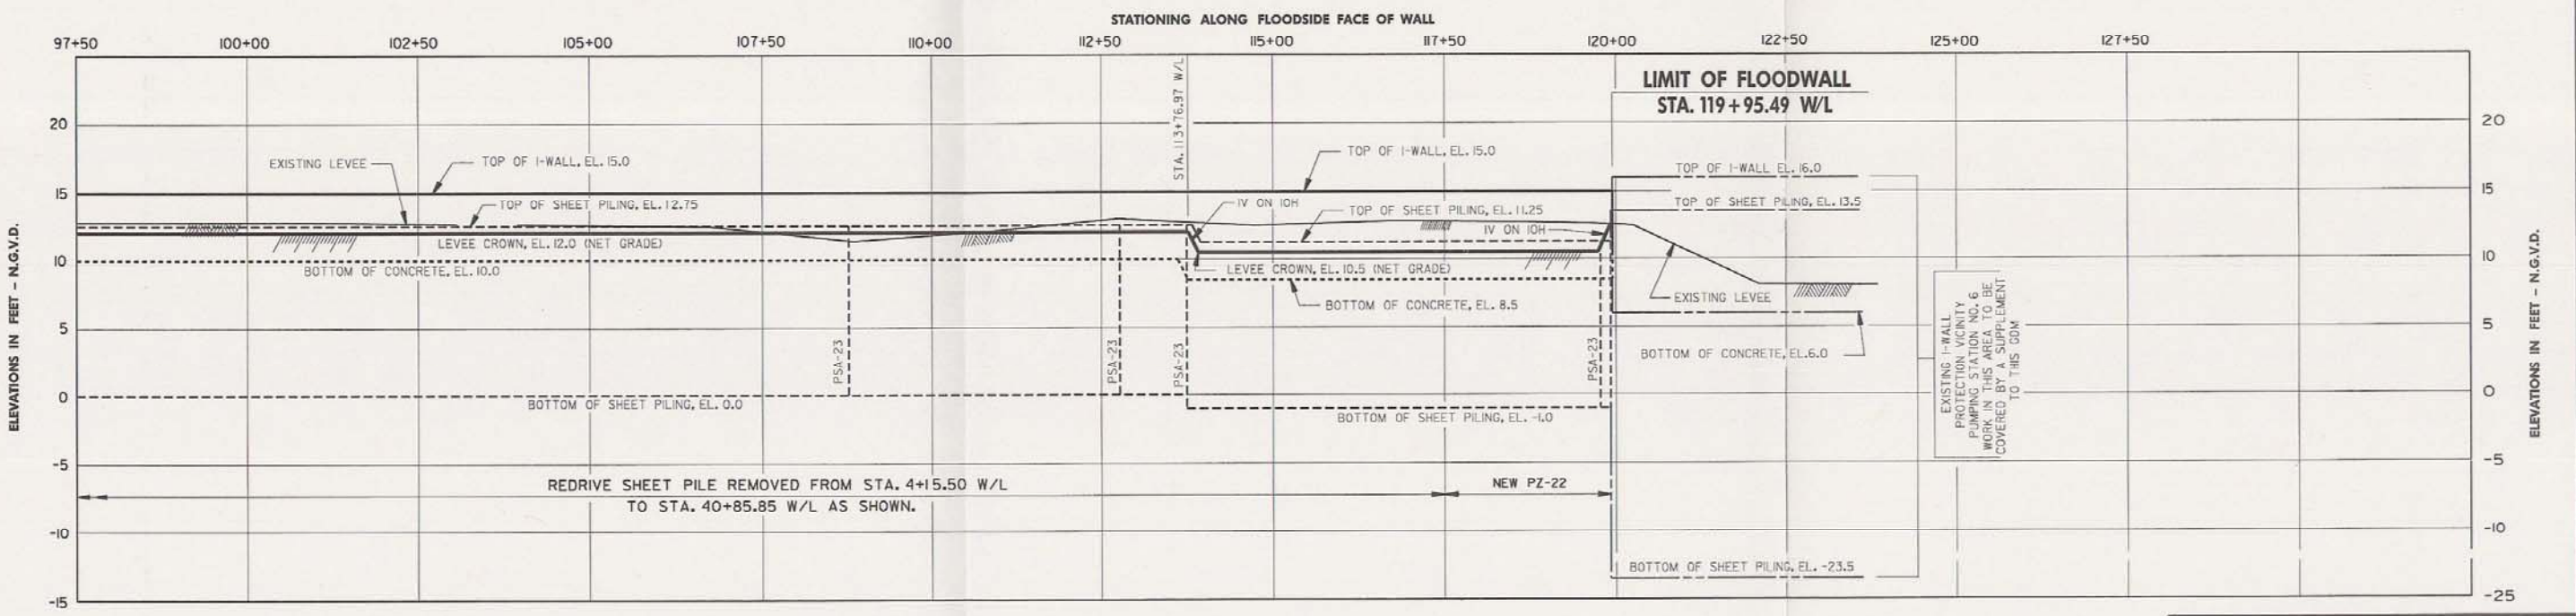 STATIONING ALONG FLOODSIDE FACE OF WALL
97+50 100+00 102+50 105+00 107+50 110+00 112+50 115+00 117+50 120+00 122+50 125+00 127+50
LIMIT OF FLOODWALL
STA. 119+95.49 W/L
STA. 113+76.97 W/L
20
15
10
5
0
-5
-10
-15
ELEVATIONS IN FEET - N.G.V.D.
EXISTING LEVEE
TOP OF I-WALL, EL. 15.0
TOP OF SHEET PILING, EL. 12.75
LEVEE CROWN, EL. 12.0 (NET GRADE)
BOTTOM OF CONCRETE, EL. 10.0
PSA-23
PSA-23
PSA-23
PSA-23
BOTTOM OF SHEET PILING, EL. 0.0
REDRIVE SHEET PILE REMOVED FROM STA. 4+15.50 W/L
TO STA. 40+85.85 W/L AS SHOWN.
TOP OF I-WALL, EL. 15.0
IV ON IOH
TOP OF SHEET PILING, EL. 11.25
IV ON IOH
LEVEE CROWN, EL. 10.5 (NET GRADE)
BOTTOM OF CONCRETE, EL. 8.5
BOTTOM OF SHEET PILING, EL. -1.0
NEW PZ-22
TOP OF I-WALL EL. 16.0
TOP OF SHEET PILING, EL. 13.5
EXISTING LEVEE
BOTTOM OF CONCRETE, EL. 6.0
BOTTOM OF SHEET PILING, EL. -23.5
EXISTING I-WALL
PROTECTION VICINITY
PUMPING STATION NO. 6
WORK IN THIS AREA TO BE
COVERED BY A SUPPLEMENT
TO THIS GDM
20
15
10
5
0
-5
-10
-25
ELEVATIONS IN FEET - N.G.V.D.